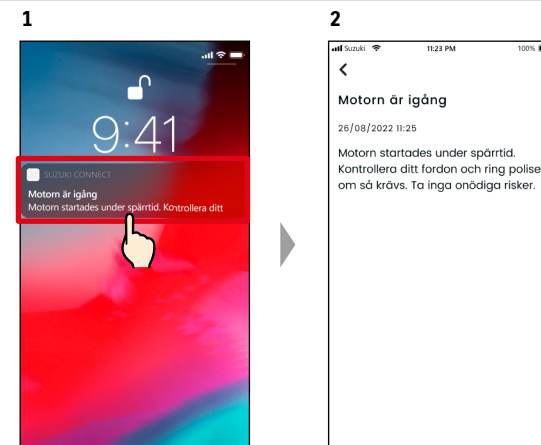 1
9:41
SUZUKI CONNECT
Motorn är igång
Motorn startades under spärrtid. Kontrollera ditt
2
Suzuki 11:23 PM 100%
Motorn är igång
26/08/2022 11:25
Motorn startades under spärrtid.
Kontrollera ditt fordon och ring polise
om så krävs. Ta inga onödiga risker.